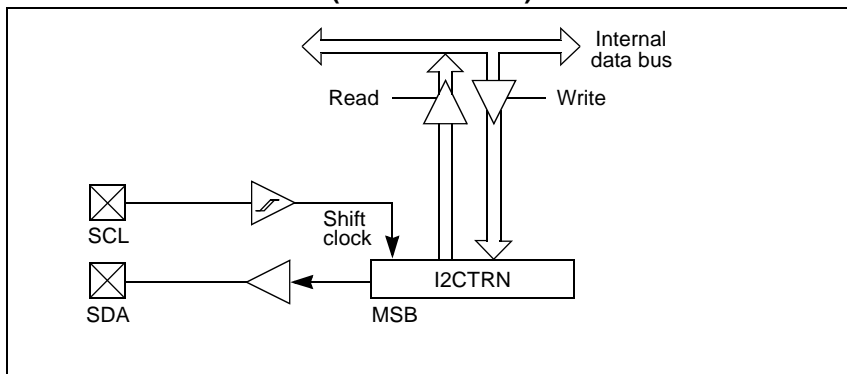 Internal
data bus
Read
Write
SCL
Shift
clock
I2CTRN
SDA
MSB